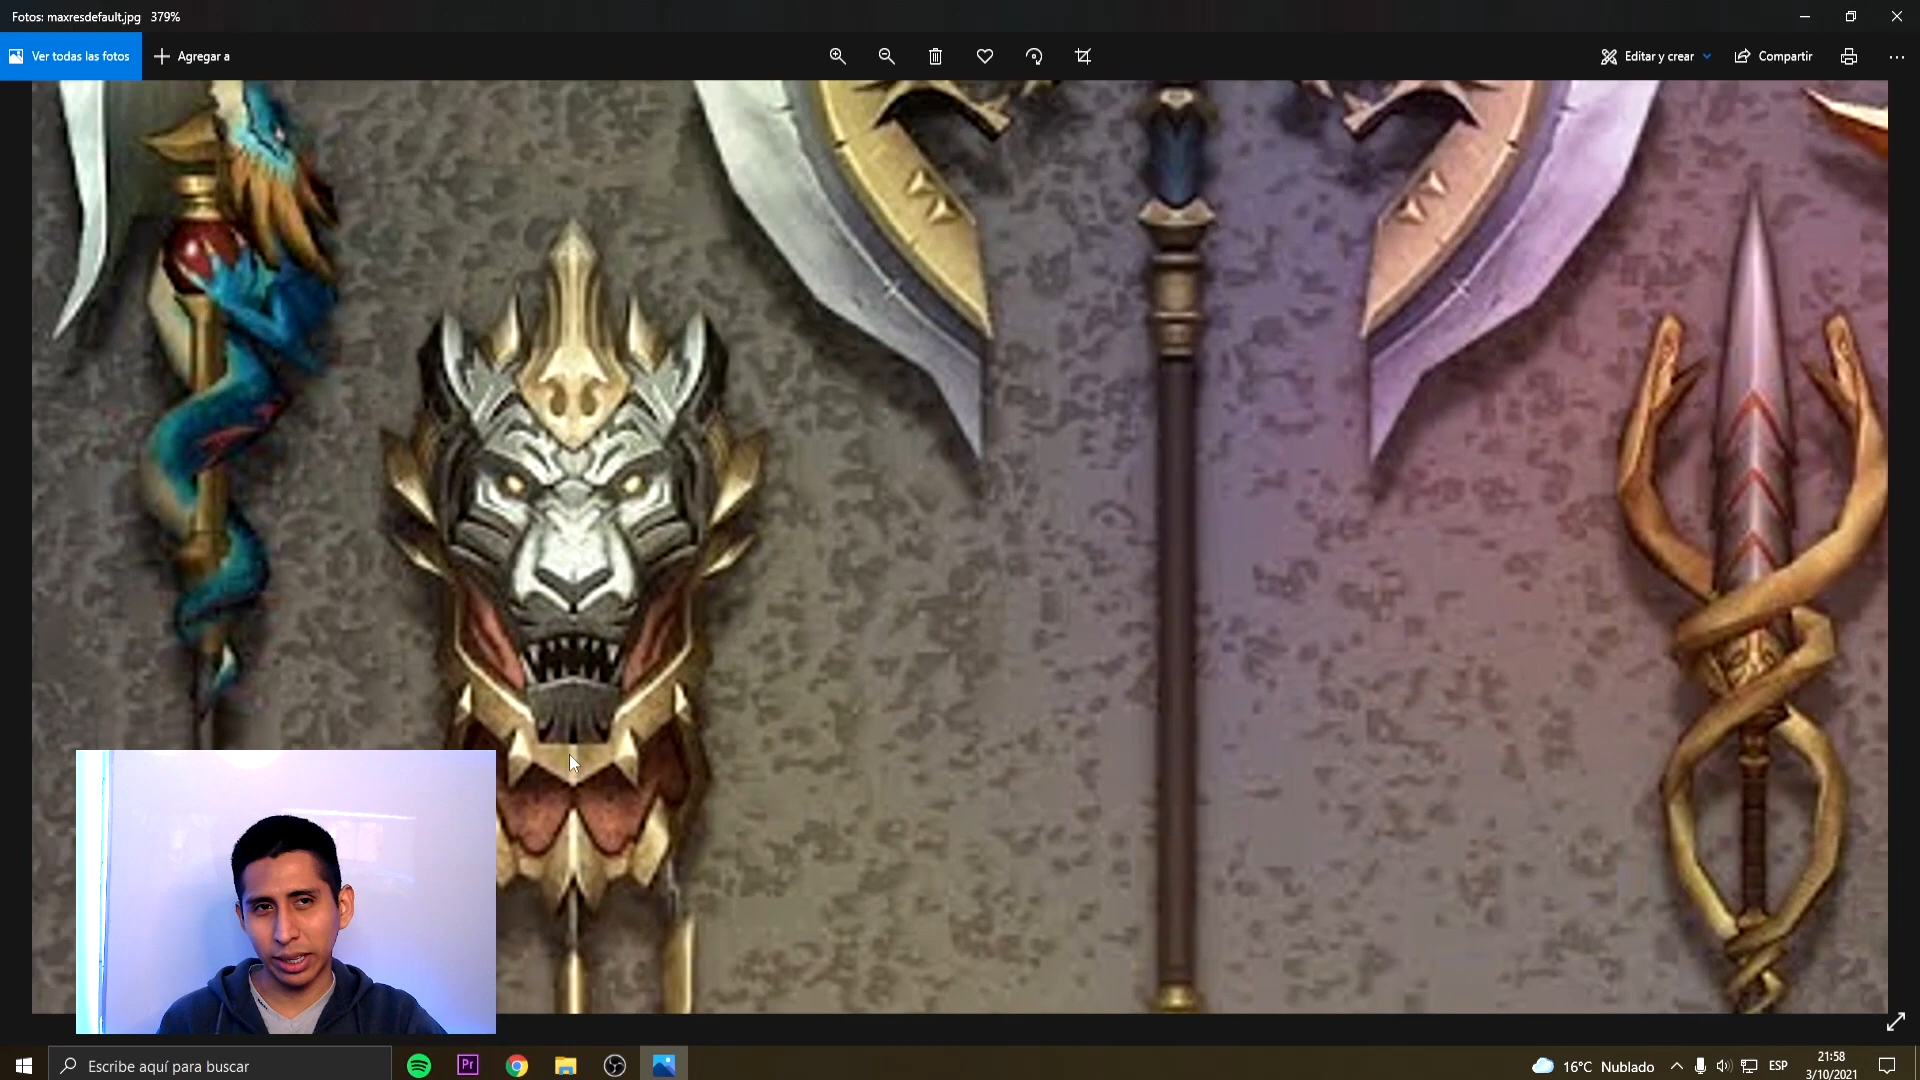 Fotos: maxresdefault.jpg 379%
Ver todas las fotos
Agregar a
Editar y crear
Compartir
Escribe aquí para buscar
Pr
16°C Nublado
ESP
21:58
3/10/2021